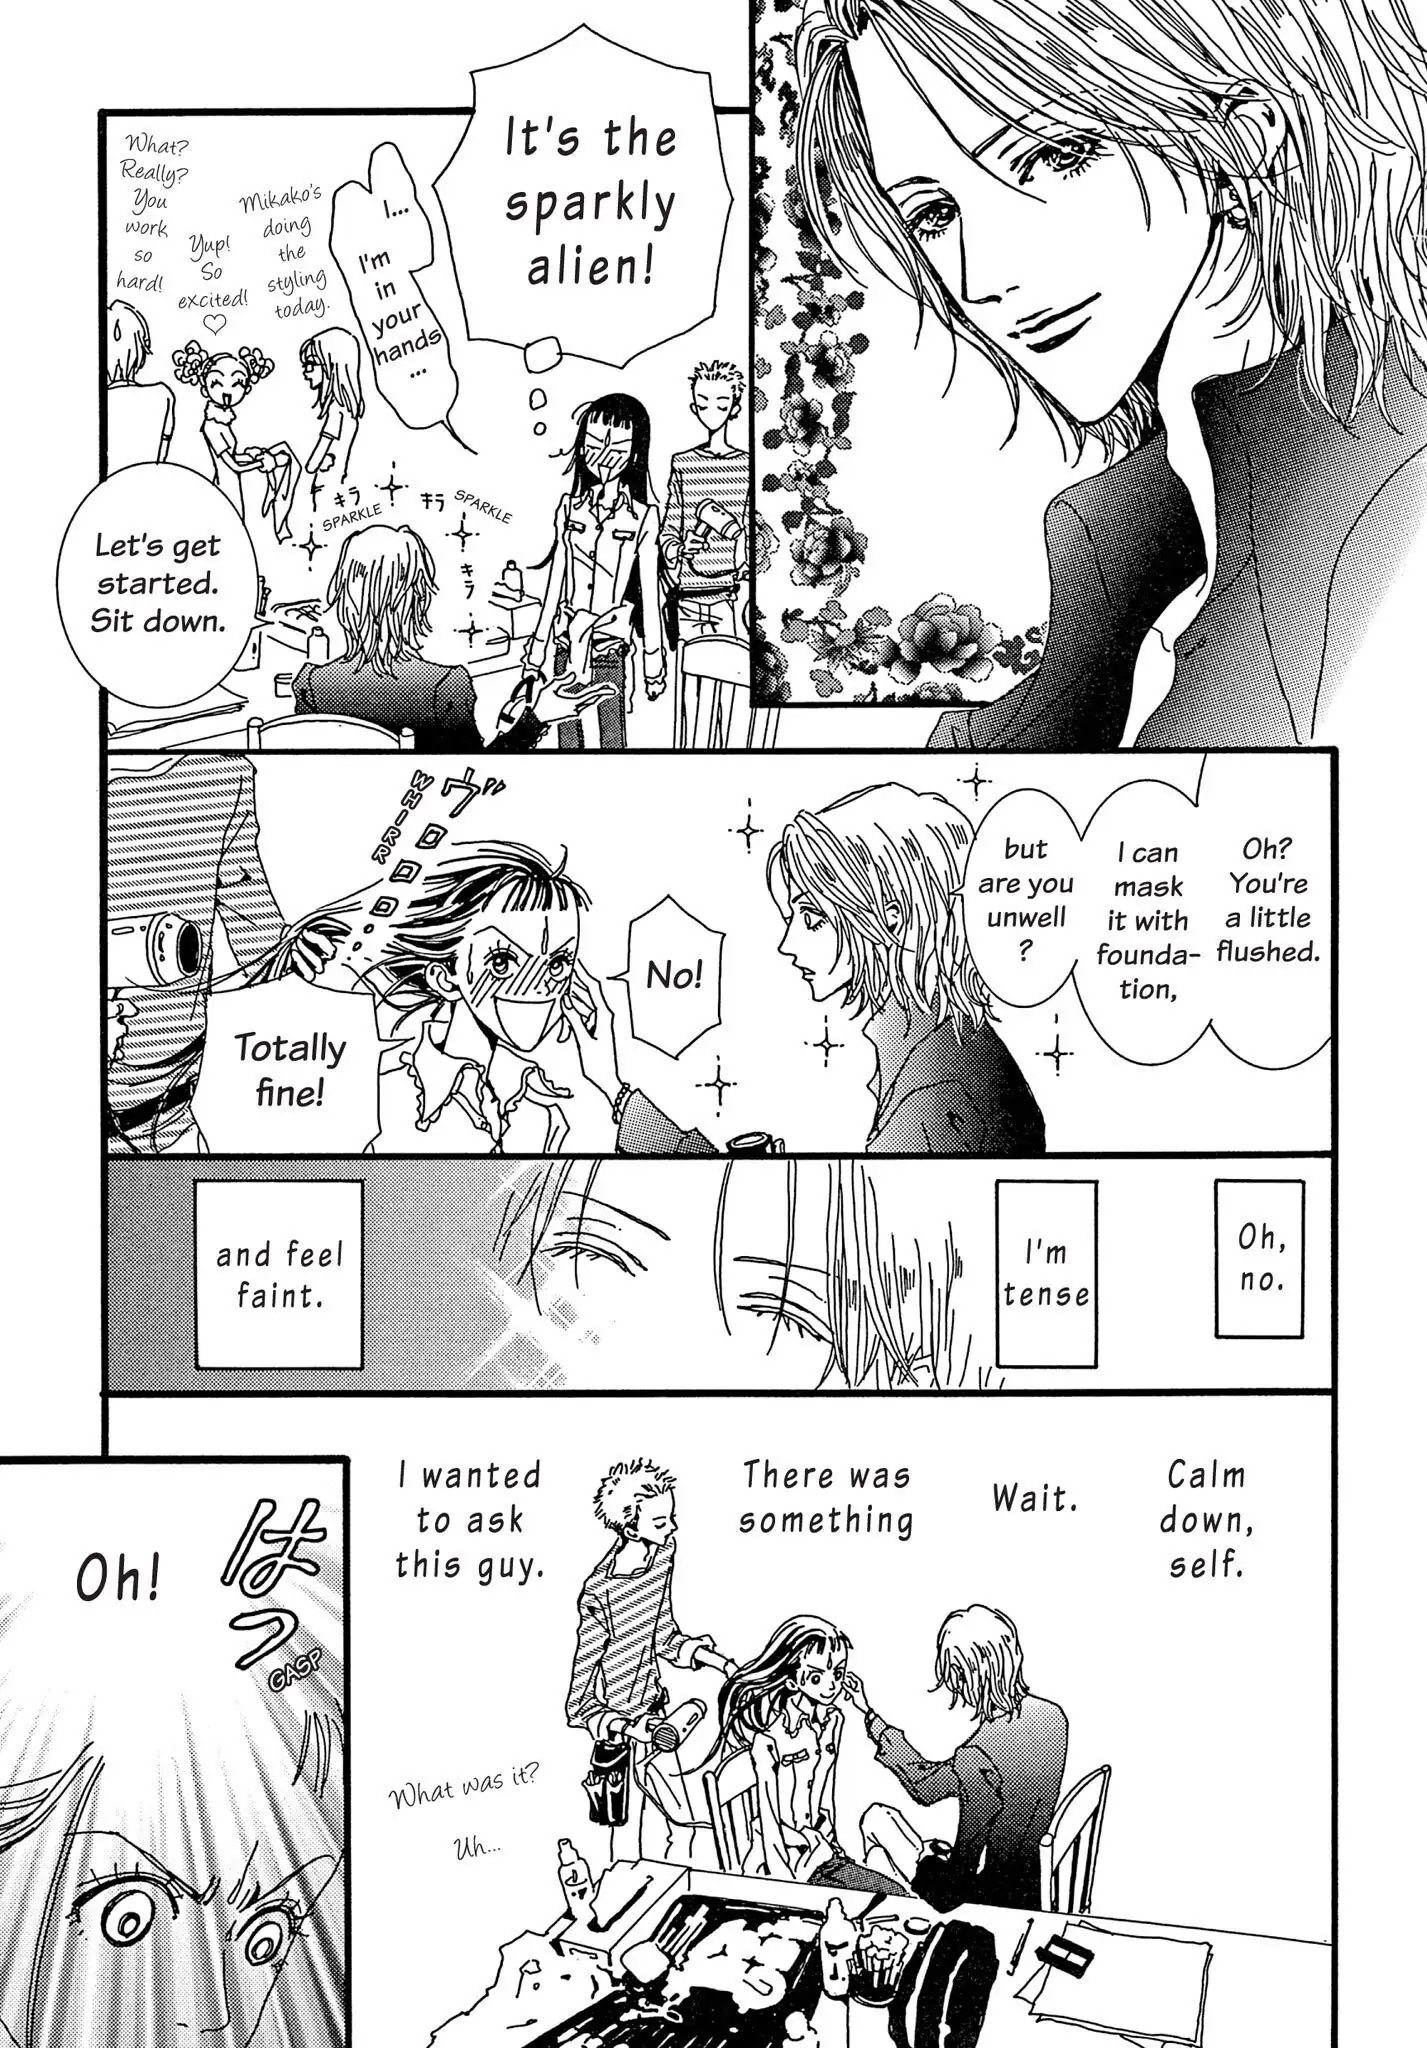 It's the
sparkly
alien!
I...
I'm
in
your
hands
...
Mikako's
doing
the
styling
today.
Yup!
So
excited!
What?
Really?
You
work
so
hard!
キラ
SPARKLE
キラ
SPARKLE
キラ
Let's get
started.
Sit down.
Oh?
You're
a little
flushed.
I can
mask
it with
founda-
tion,
but
are you
unwell
?
No!
ヴロロロロ
WHIRR
Totally
fine!
Oh,
no.
I'm
tense
and feel
faint.
Calm
down,
self.
Wait.
There was
something
I wanted
to ask
this guy.
What was it?
Uh...
はっ
GASP
Oh!